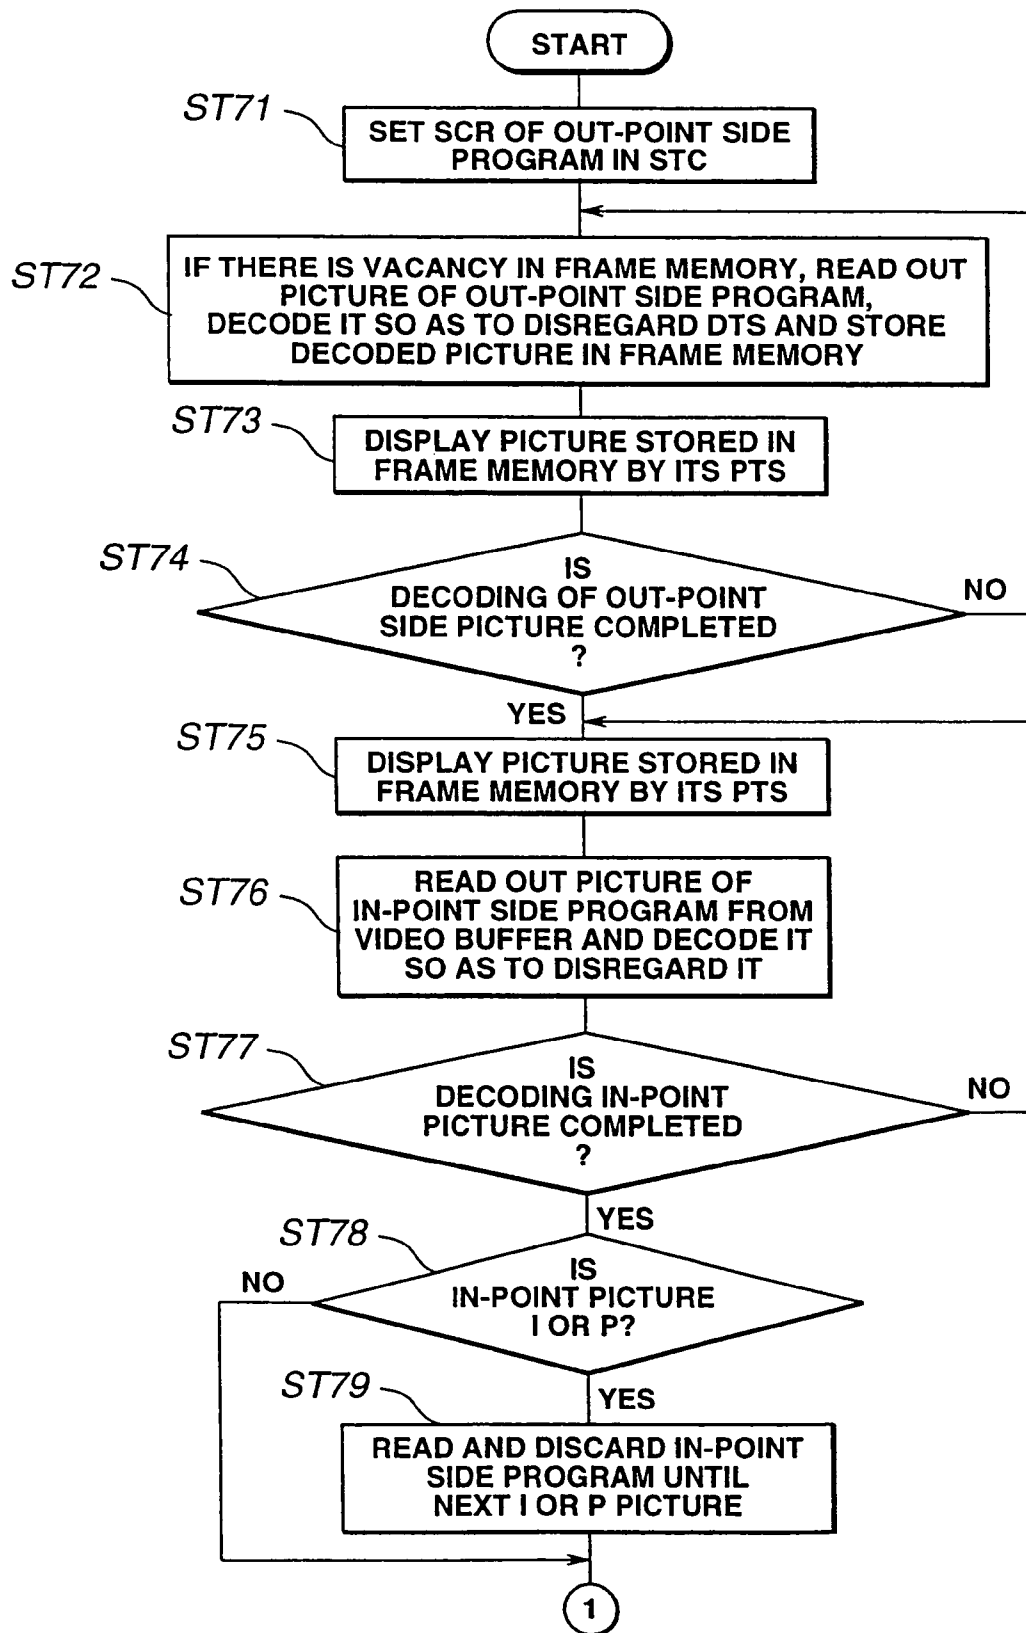 START
ST71
SET SCR OF OUT-POINT SIDE
PROGRAM IN STC
ST72
IF THERE IS VACANCY IN FRAME MEMORY, READ OUT
PICTURE OF OUT-POINT SIDE PROGRAM,
DECODE IT SO AS TO DISREGARD DTS AND STORE
DECODED PICTURE IN FRAME MEMORY
ST73
DISPLAY PICTURE STORED IN
FRAME MEMORY BY ITS PTS
ST74
IS
DECODING OF OUT-POINT
SIDE PICTURE COMPLETED
?
NO
YES
ST75
DISPLAY PICTURE STORED IN
FRAME MEMORY BY ITS PTS
ST76
READ OUT PICTURE OF
IN-POINT SIDE PROGRAM FROM
VIDEO BUFFER AND DECODE IT
SO AS TO DISREGARD IT
ST77
IS
DECODING IN-POINT
PICTURE COMPLETED
?
NO
YES
ST78
IS
IN-POINT PICTURE
I OR P?
NO
YES
ST79
READ AND DISCARD IN-POINT
SIDE PROGRAM UNTIL
NEXT I OR P PICTURE
1